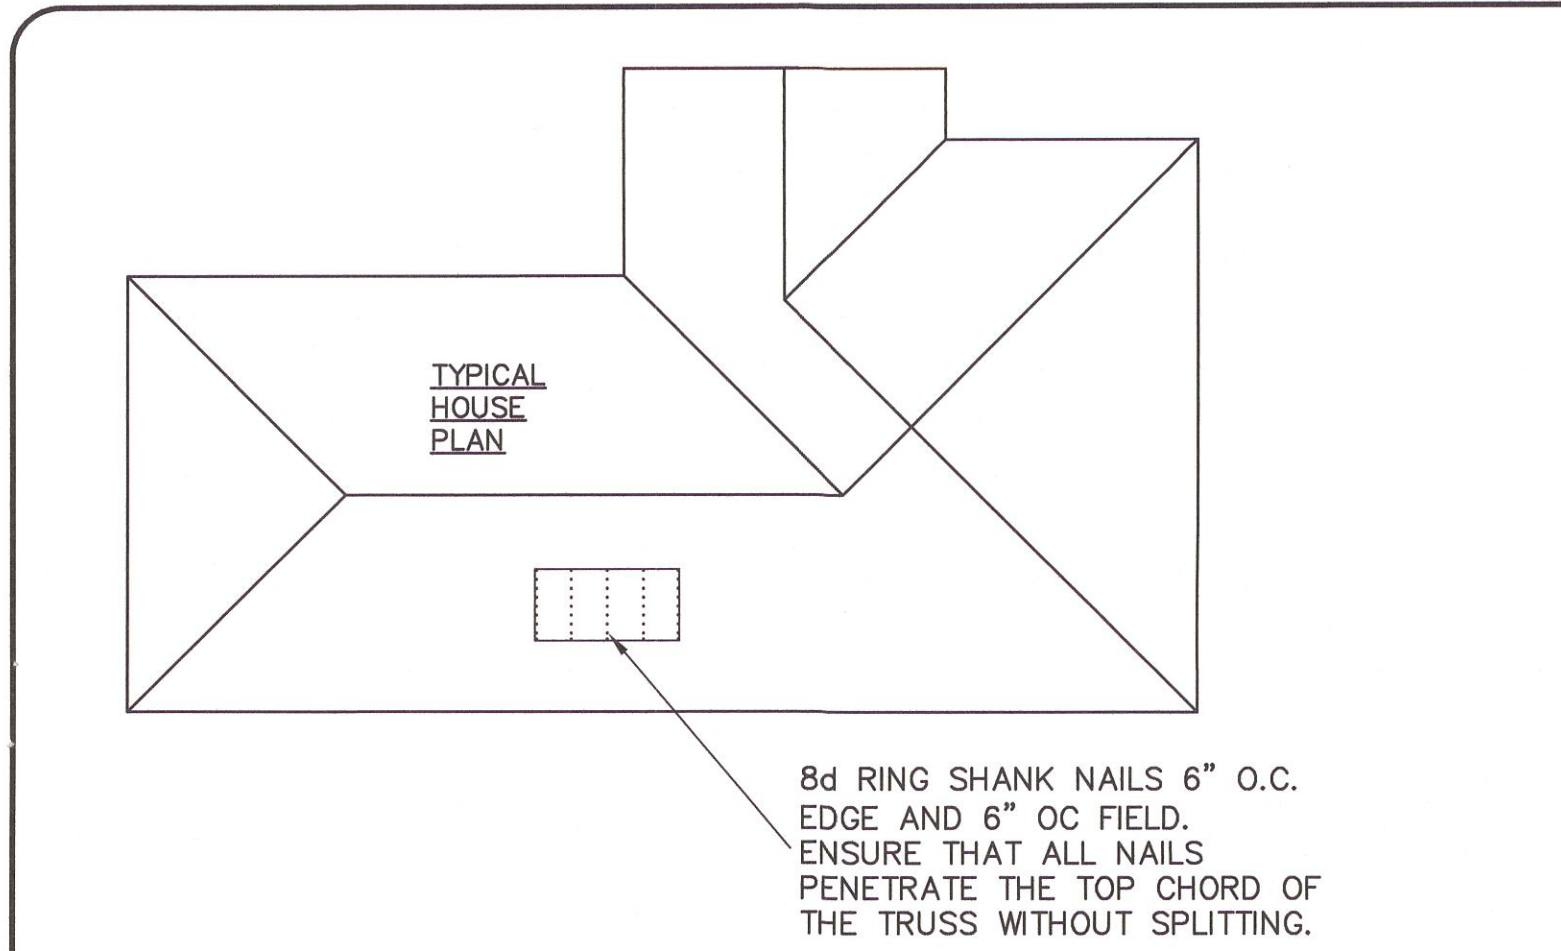 TYPICAL
HOUSE
PLAN
8d RING SHANK NAILS 6” O.C.
EDGE AND 6” OC FIELD.
ENSURE THAT ALL NAILS
PENETRATE THE TOP CHORD OF
THE TRUSS WITHOUT SPLITTING.